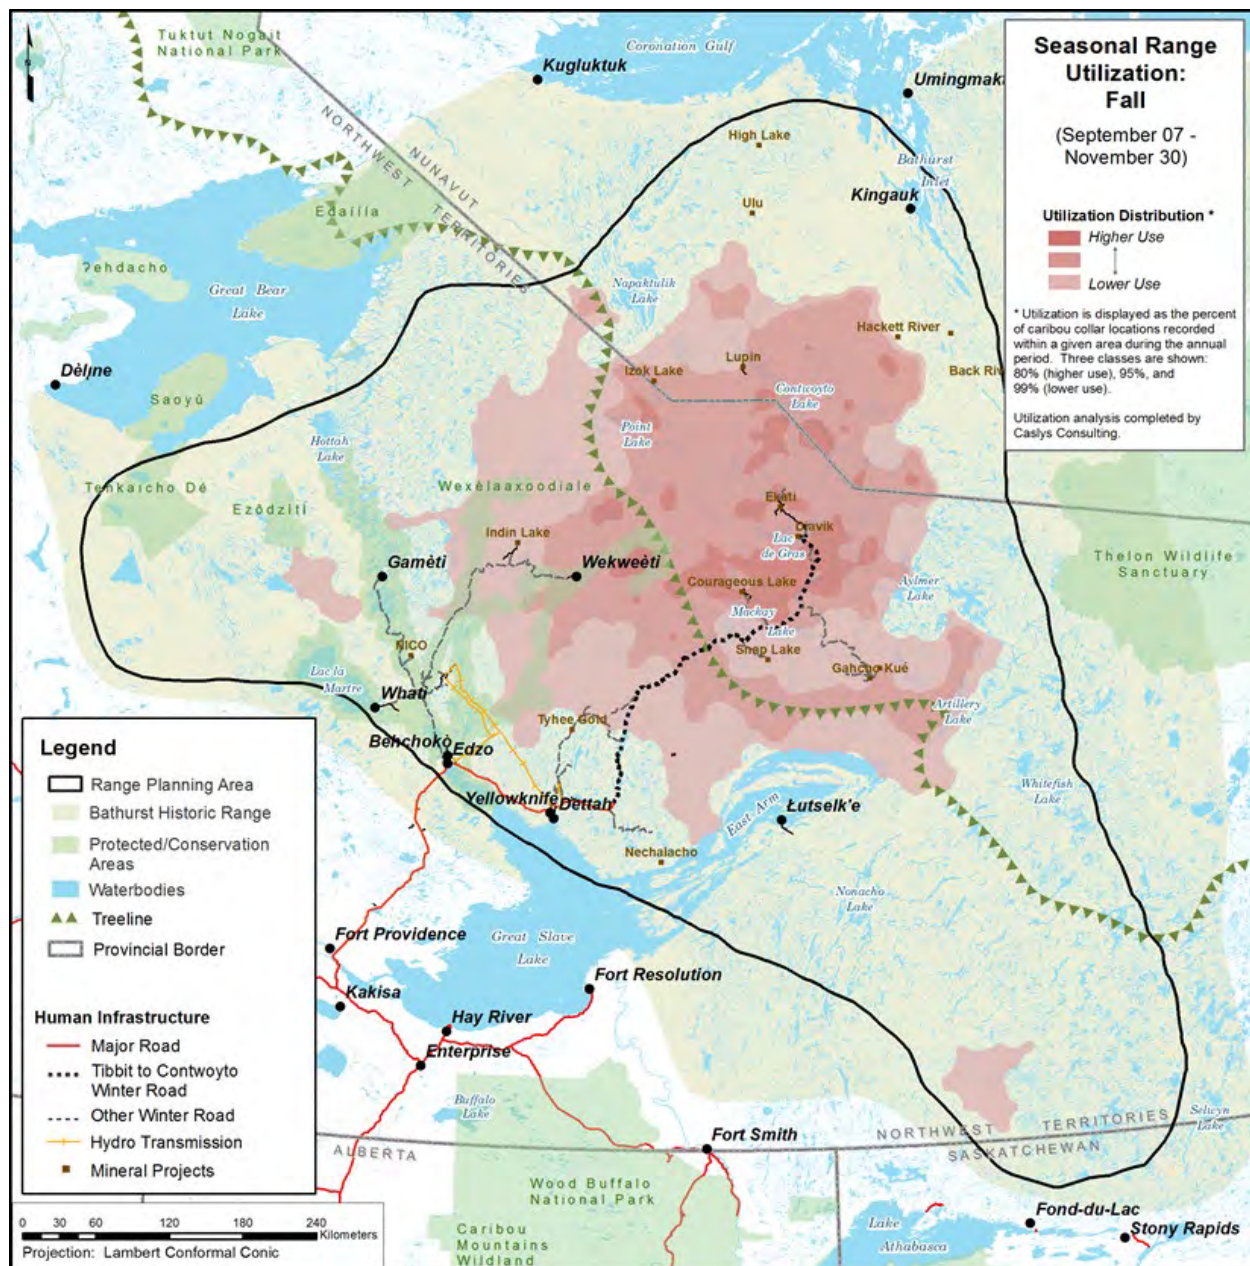 Seasonal Range
Utilization:
Fall
(September 07 -
November 30)
Utilization Distribution *
Higher Use
Lower Use
* Utilization is displayed as the percent
of caribou collar locations recorded
within a given area during the annual
period. Three classes are shown:
80% (higher use), 95%, and
99% (lower use).
Utilization analysis completed by
Caslys Consulting.
Tuktut Nogait
National Park
Coronation Gulf
Kugluktuk
Umingmakt
High Lake
Bathurst
Inlet
NUNAVUT
NORTHWEST TERRITORIES
Kingauk
Ulu
Edaííla
Ɂehdacho
Great Bear
Lake
Napaktulik
Lake
Hackett River
Back Riv
Lupin
Izok Lake
Contwoyto
Lake
Dèlįne
Saoyú
Hottah
Lake
Point
Lake
Tenkaicho Dé
Wexèlaaxoodiale
Ezǒdzìtì
Ekati
Diavik
Lac
de Gras
Indin Lake
Gamètì
Wekweètì
Courageous Lake
Aylmer
Lake
Thelon Wildlife
Sanctuary
Mackay
Lake
NICO
Snap Lake
Gahcho Kué
Lac la
Martre
Whatì
Artillery
Lake
Tyhee Gold
Behchokò
Edzo
Whitefish
Lake
Yellowknife
Dettah
East Arm
Łutselk'e
Nechalacho
Nonacho
Lake
Great Slave
Lake
Fort Providence
Kakisa
Fort Resolution
Hay River
Enterprise
Buffalo
Lake
Selwyn
Lake
NORTHWEST TERRITORIES
SASKATCHEWAN
ALBERTA
Fort Smith
Wood Buffalo
National Park
Caribou
Mountains
Wildland
Lake
Athabasca
Fond-du-Lac
Stony Rapids
Legend
Range Planning Area
Bathurst Historic Range
Protected/Conservation
Areas
Waterbodies
Treeline
Provincial Border
Human Infrastructure
Major Road
Tibbit to Contwoyto
Winter Road
Other Winter Road
Hydro Transmission
Mineral Projects
0 30 60 120 180 240
Kilometers
Projection: Lambert Conformal Conic